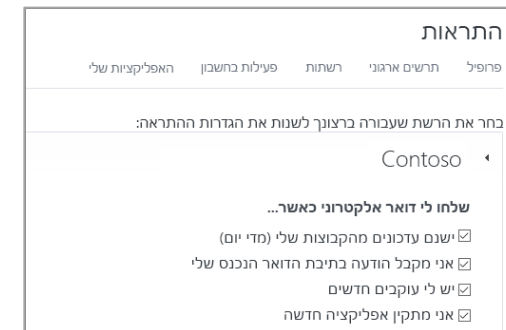 התראות
פרופיל תרשים ארגוני רשתות פעילות בחשבון האפליקציות שלי
בחר את הרשת שעבורה ברצונך לשנות את הגדרות ההתראה:
Contoso
שלחו לי דואר אלקטרוני כאשר...
ישנם עדכונים מהקבוצות שלי (מדי יום)
אני מקבל הודעה בתיבת הדואר הנכנס שלי
יש לי עוקבים חדשים
אני מתקין אפליקציה חדשה